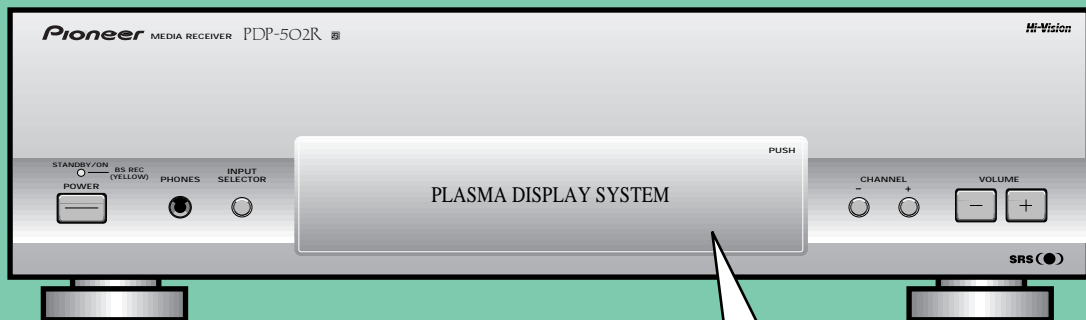 Pioneer MEDIA RECEIVER PDP-502R
Hi-Vision
PUSH
STANDBY/ON
BS REC
(YELLOW)
POWER
PHONES
INPUT
SELECTOR
PLASMA DISPLAY SYSTEM
CHANNEL
– +
VOLUME
– +
SRS